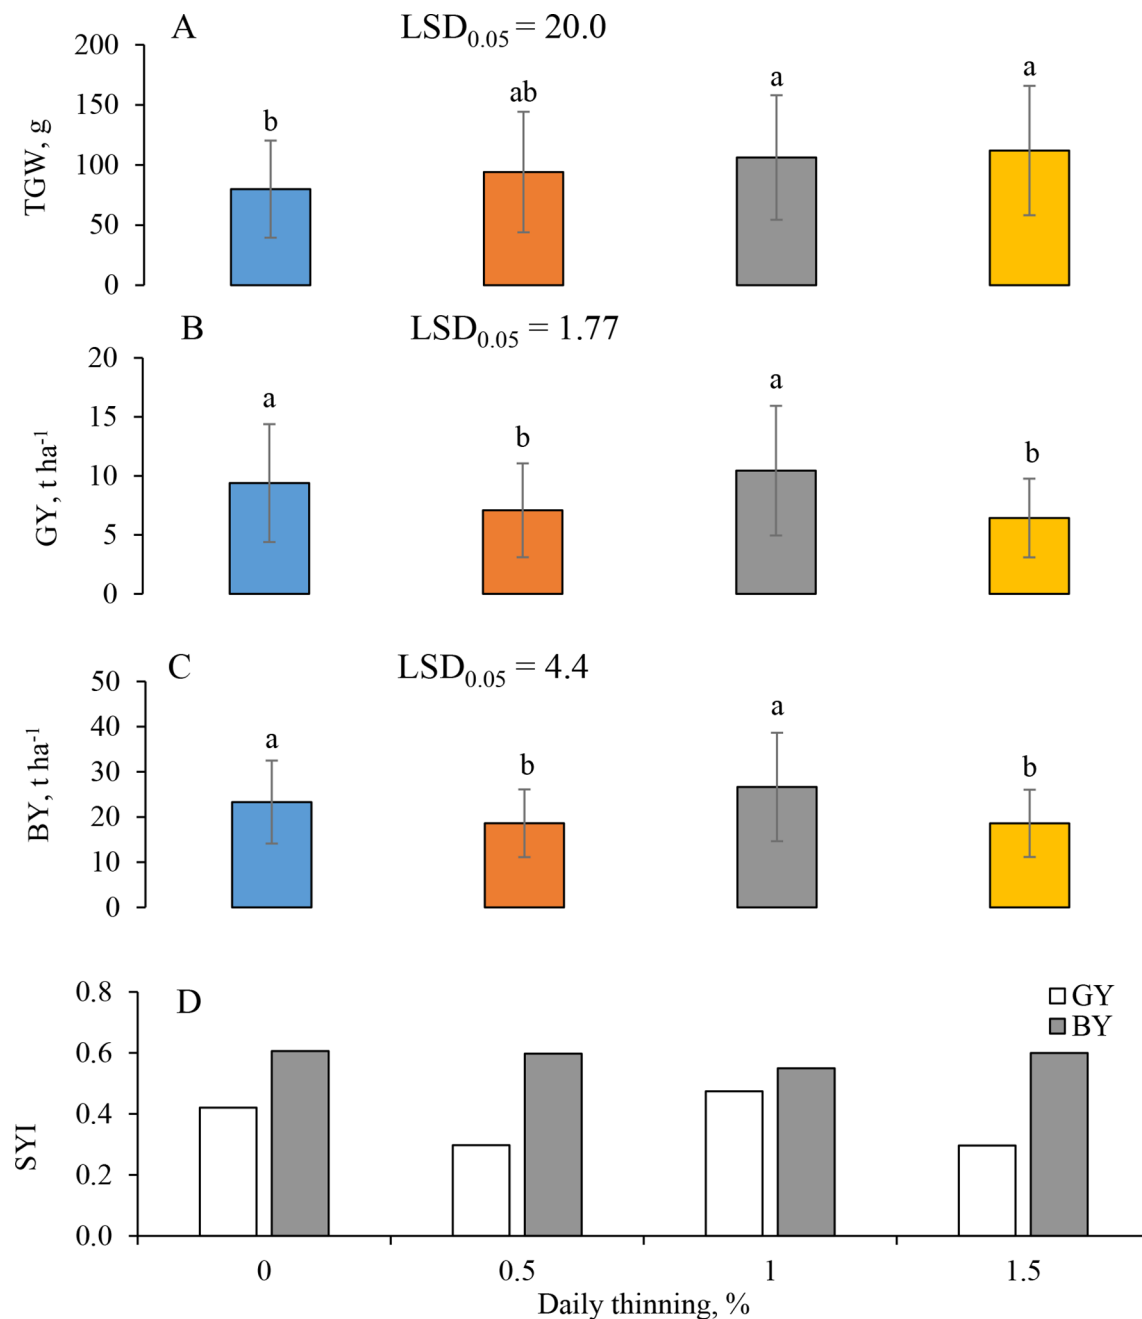 A
LSD0.05 = 20.0
200
150
100
50
0
TGW, g
b
ab
a
a
B
LSD0.05 = 1.77
20
15
10
5
0
GY, t ha-1
a
b
a
b
C
LSD0.05 = 4.4
50
40
30
20
10
0
BY, t ha-1
a
b
a
b
D
GY
BY
0.8
0.6
0.4
0.2
0.0
SYI
0 0.5 1 1.5
Daily thinning, %